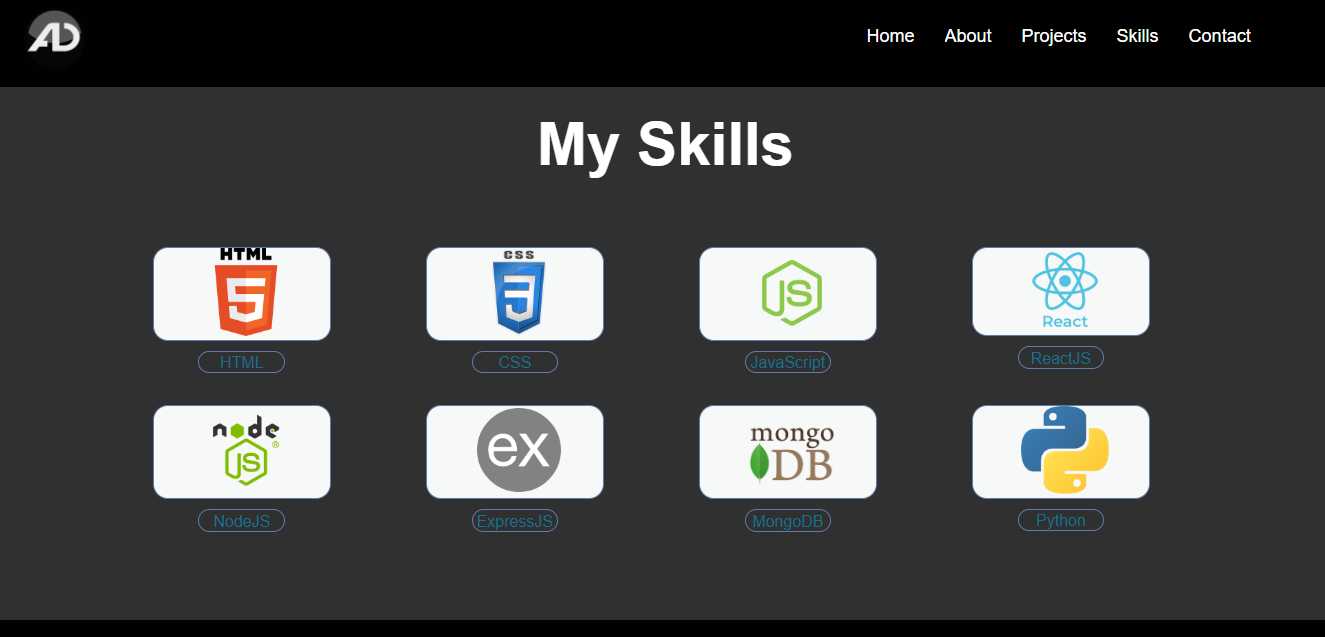 AD
Home About Projects Skills Contact
My Skills
HTML
5
CSS
3
JS
React
HTML
CSS
JavaScript
ReactJS
node
JS
®
ex
mongo
DB
NodeJS
ExpressJS
MongoDB
Python